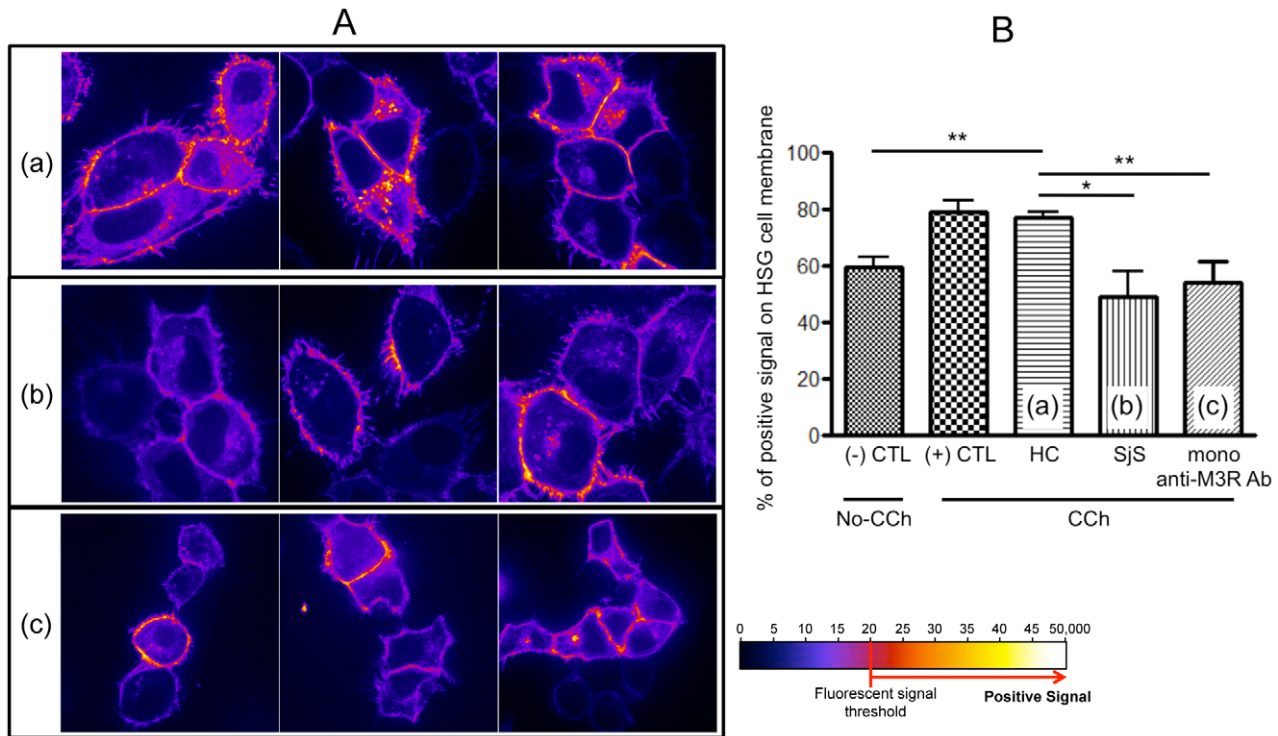 A
(a)
(b)
(c)
B
% of positive signal on HSG cell membrane
100
80
60
40
20
0
**
**
*
(a) (b) (c)
(-) CTL (+) CTL HC SjS mono
anti-M3R Ab
No-CCh CCh
0 5 10 15 20 25 30 35 40 45 50,000
Fluorescent signal
threshold
Positive Signal